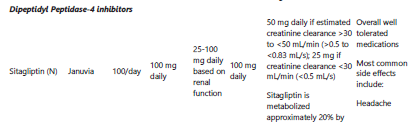 Dipeptidyl Peptidase-4 inhibitors
Sitagliptin (N)
Januvia
100/day
100 mg
daily
25-100
mg daily
based on
renal
function
100 mg
daily
50 mg daily if estimated
creatinine clearance >30
to <50 mL/min (>0.5 to
<0.83 mL/s); 25 mg if
creatinine clearance <30
mL/min (<0.5 mL/s)
Sitagliptin is
metabolized
approximately 20% by
Overall well
tolerated
medications
Most common
side effects
include:
Headache